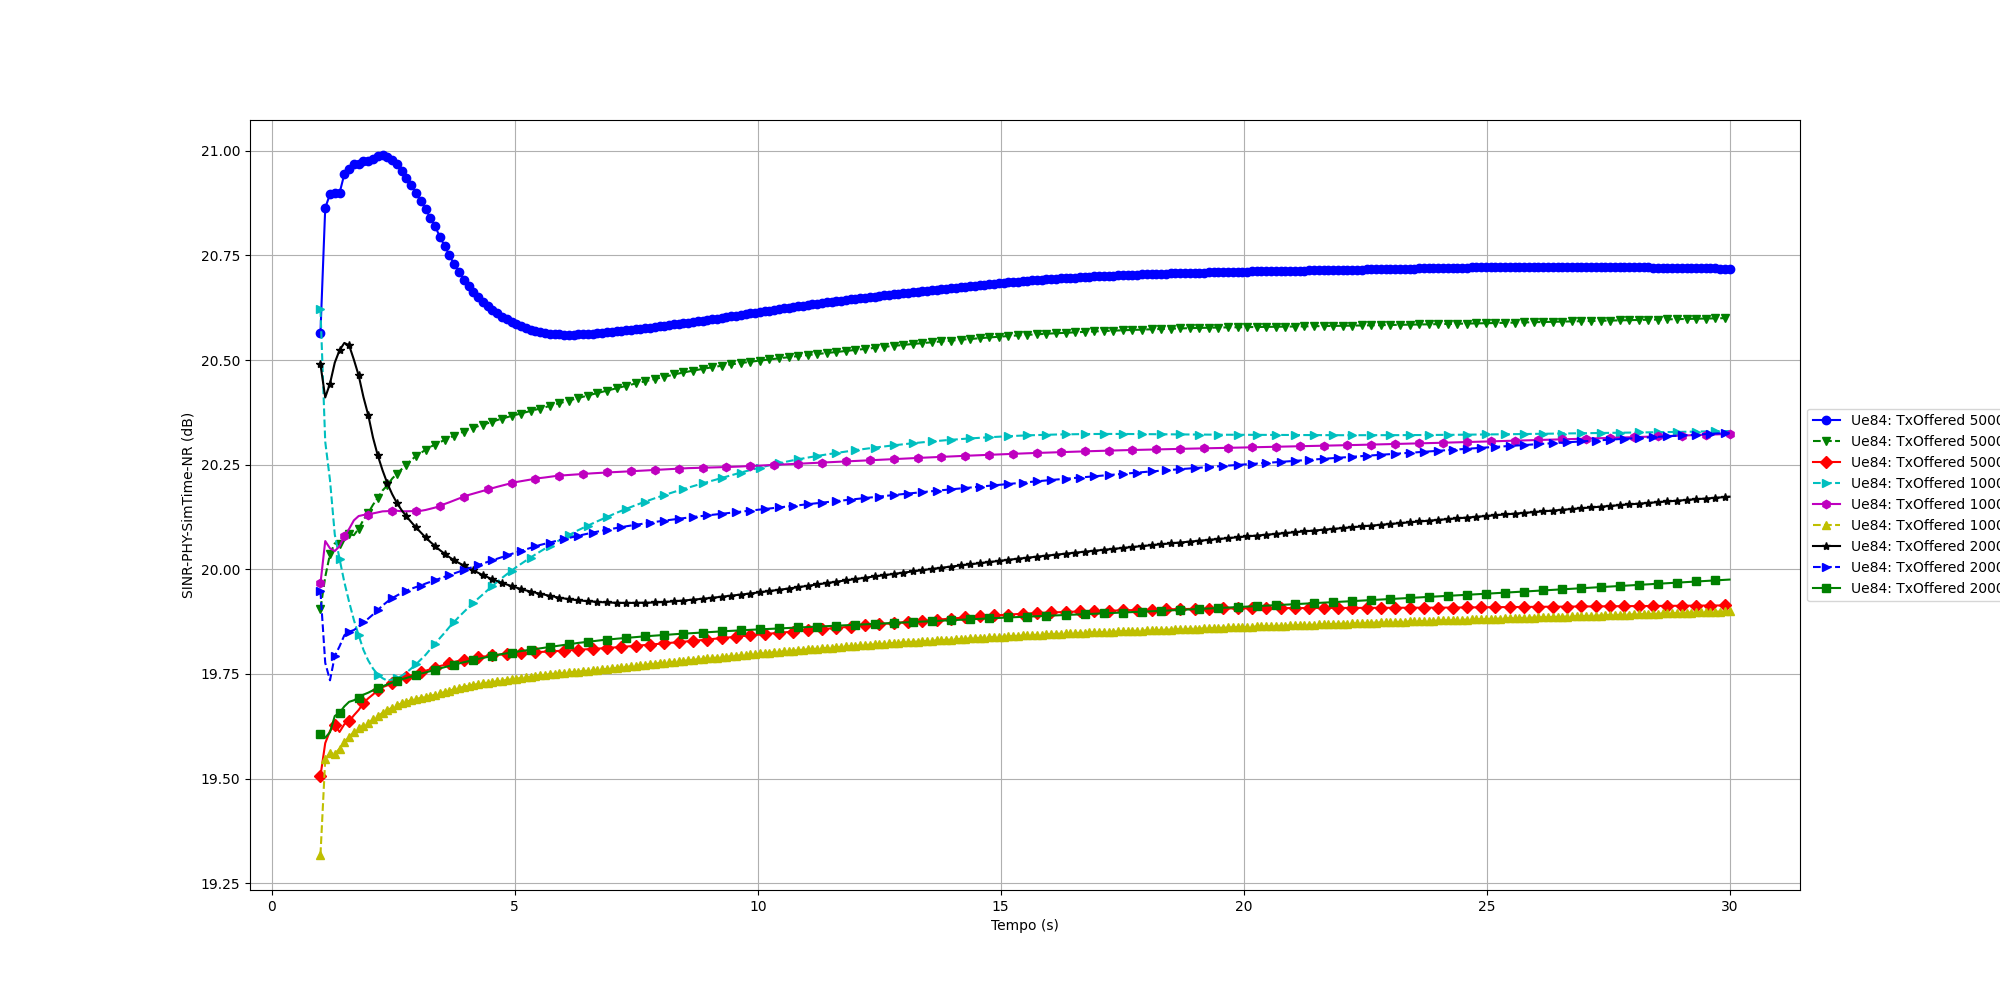 21.00
20.75
20.50
20.25
20.00
19.75
19.50
19.25
SINR-PHY-SimTime-NR (dB)
0 5 10 15 20 25 30
Tempo (s)
Ue84: TxOffered 5000
Ue84: TxOffered 5000
Ue84: TxOffered 5000
Ue84: TxOffered 1000
Ue84: TxOffered 1000
Ue84: TxOffered 1000
Ue84: TxOffered 2000
Ue84: TxOffered 2000
Ue84: TxOffered 2000